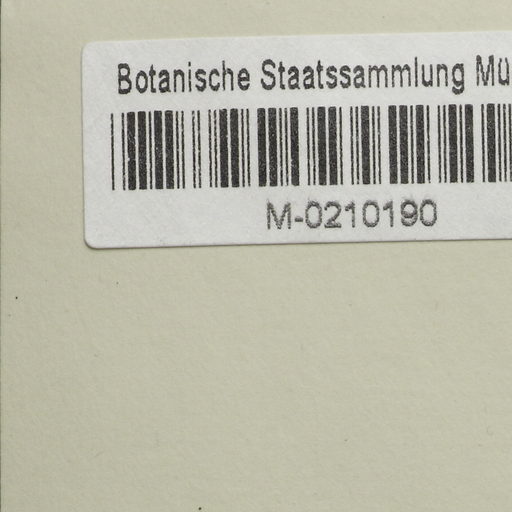 Botanische Staatssammlung Mü
M-0210190